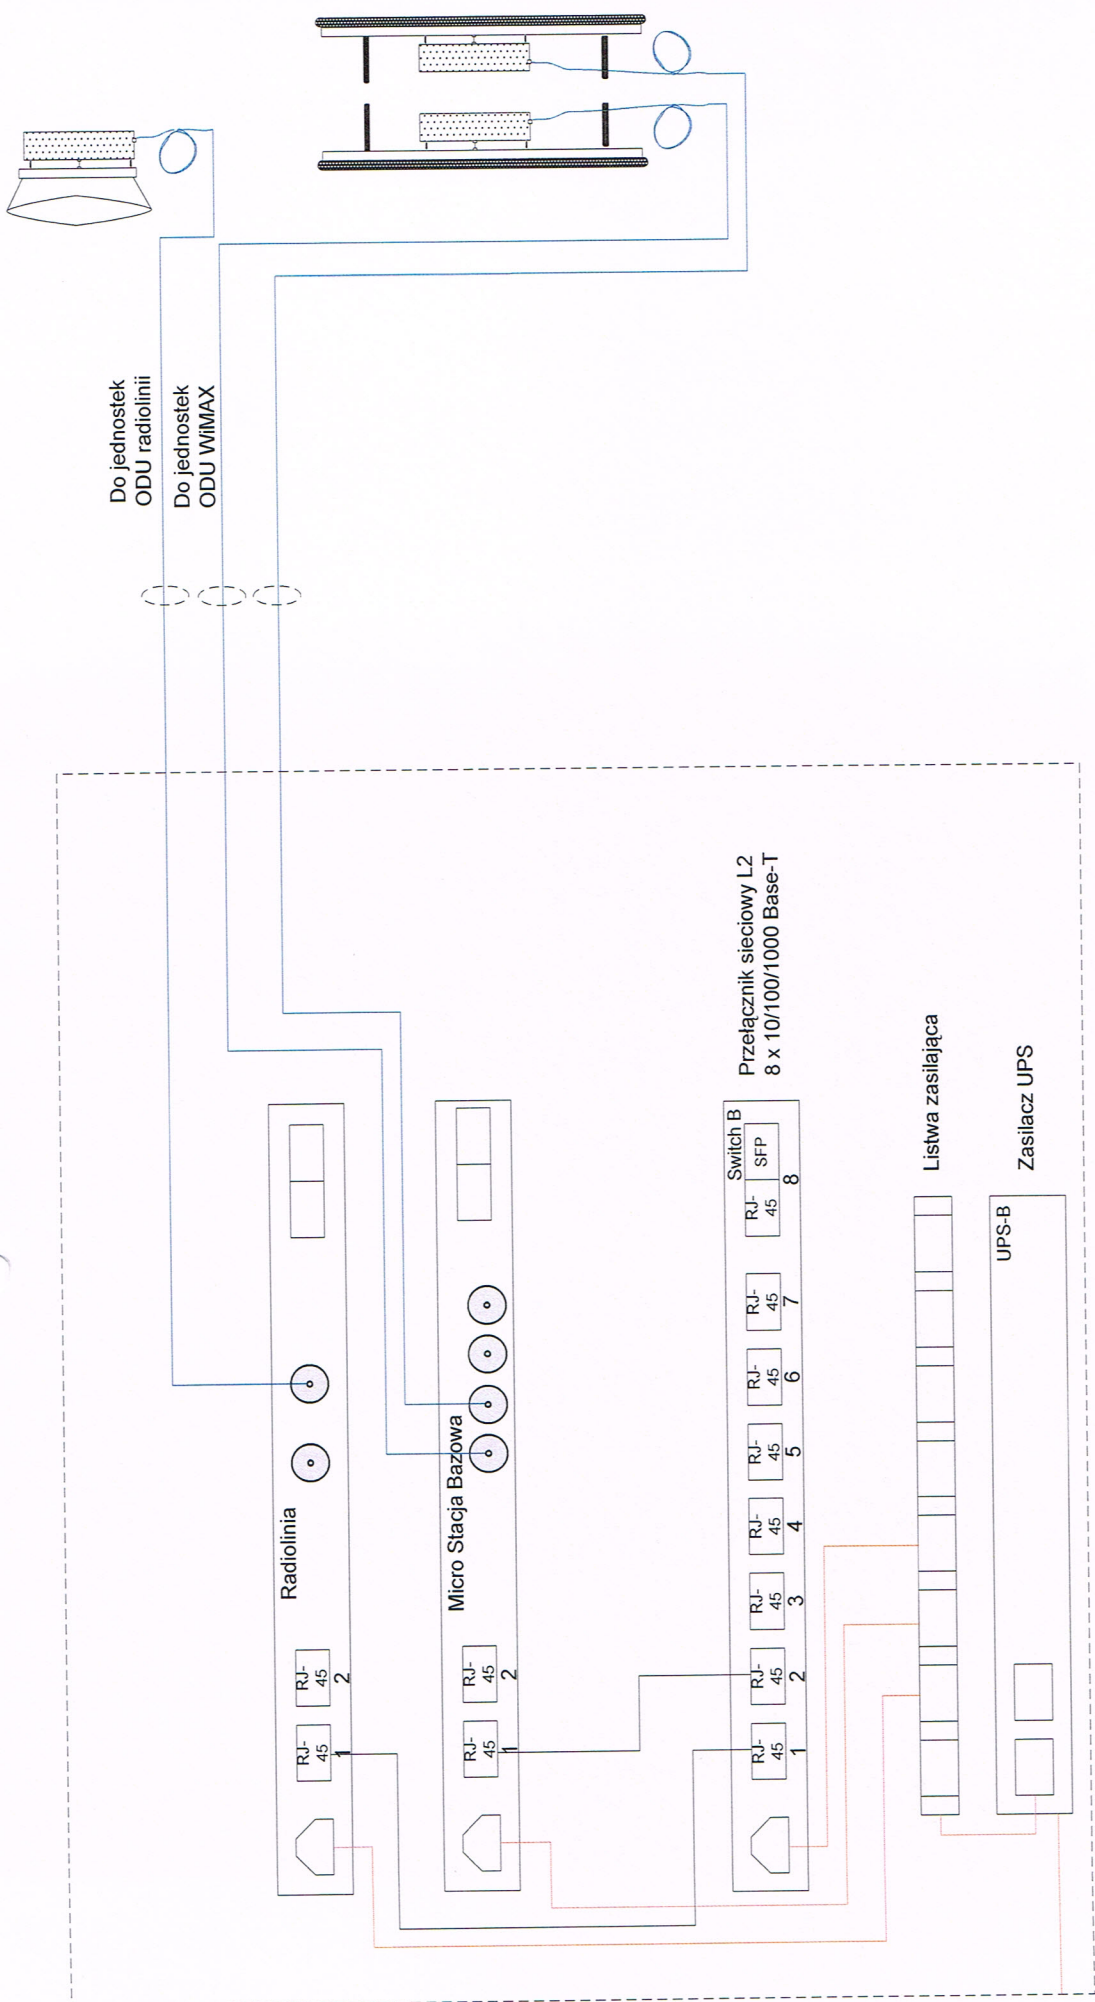 Do jednostek
ODU radiolinii
Do jednostek
ODU WiMAX
Radiolinia
RJ-
45
1
RJ-
45
2
Micro Stacja Bazowa
RJ-
45
1
RJ-
45
2
Switch B
RJ-
45
1
RJ-
45
2
RJ-
45
3
RJ-
45
4
RJ-
45
5
RJ-
45
6
RJ-
45
7
RJ-
45
SFP
8
Przełącznik sieciowy L2
8 x 10/100/1000 Base-T
Listwa zasilająca
UPS-B
Zasilacz UPS